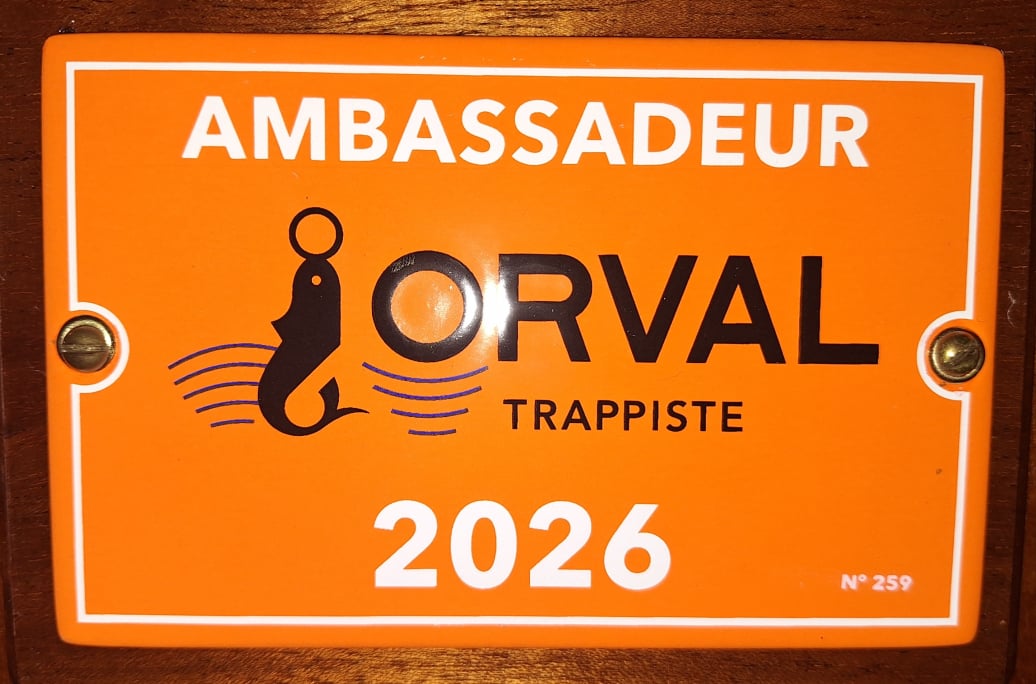 AMBASSADEUR
ORVAL
TRAPPISTE
2026
N° 259